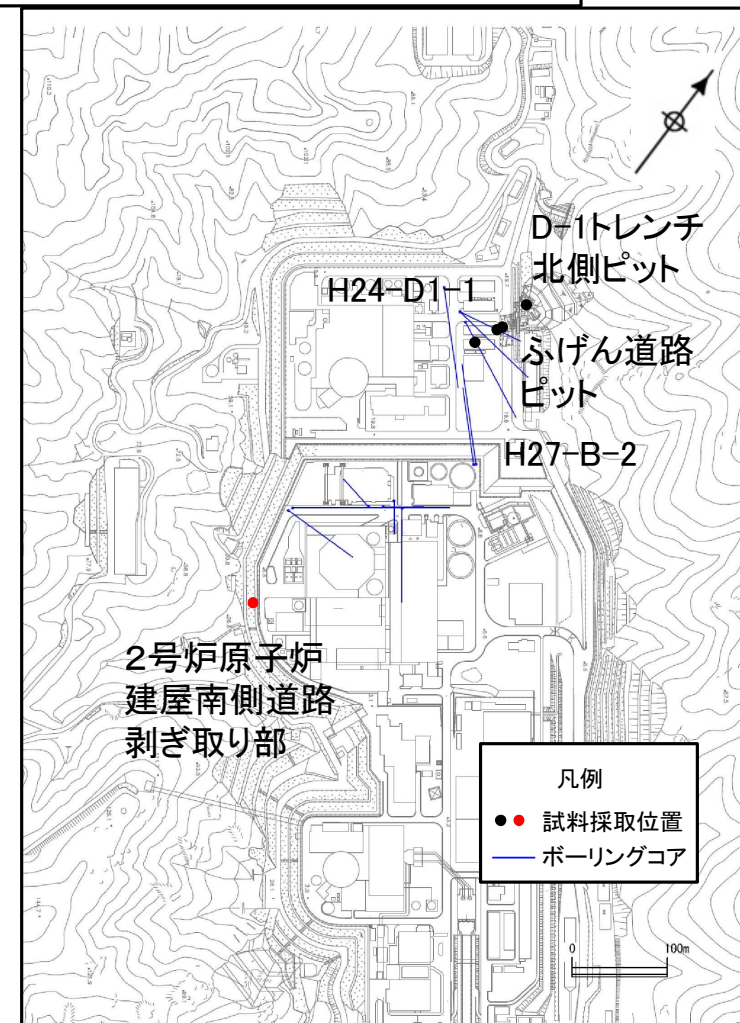 D-1トレンチ
北側ピット
H24-D1-1
ふげん道路
ピット
H27-B-2
2号炉原子炉
建屋南側道路
剥ぎ取り部
凡例
試料採取位置
ボーリングコア
0 100m